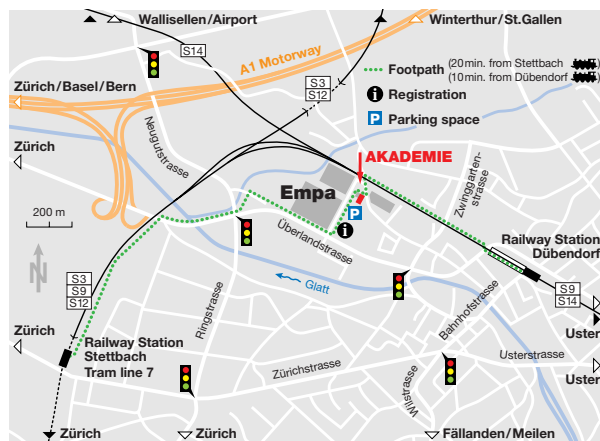 Wallisellen/Airport
Winterthur/St.Gallen
S14
A1 Motorway
S3
S12
Footpath (20 min. from Stettbach
(10 min. from Dübendorf
Registration
Parking space
Zürich/Basel/Bern
Neugutstrasse
Zürich
AKADEMIE
Empa
Zwinggarten-
strasse
200 m
P
i
Überlandstrasse
Railway Station
Dübendorf
N
S3
S9
S12
Glatt
S9
S14
Ringstrasse
Bahnhofstrasse
Zürich
Uster
Railway Station
Stettbach
Tram line 7
Zürichstrasse
Usterstrasse
Uster
Wilstrasse
Zürich
Zürich
Fällanden/Meilen